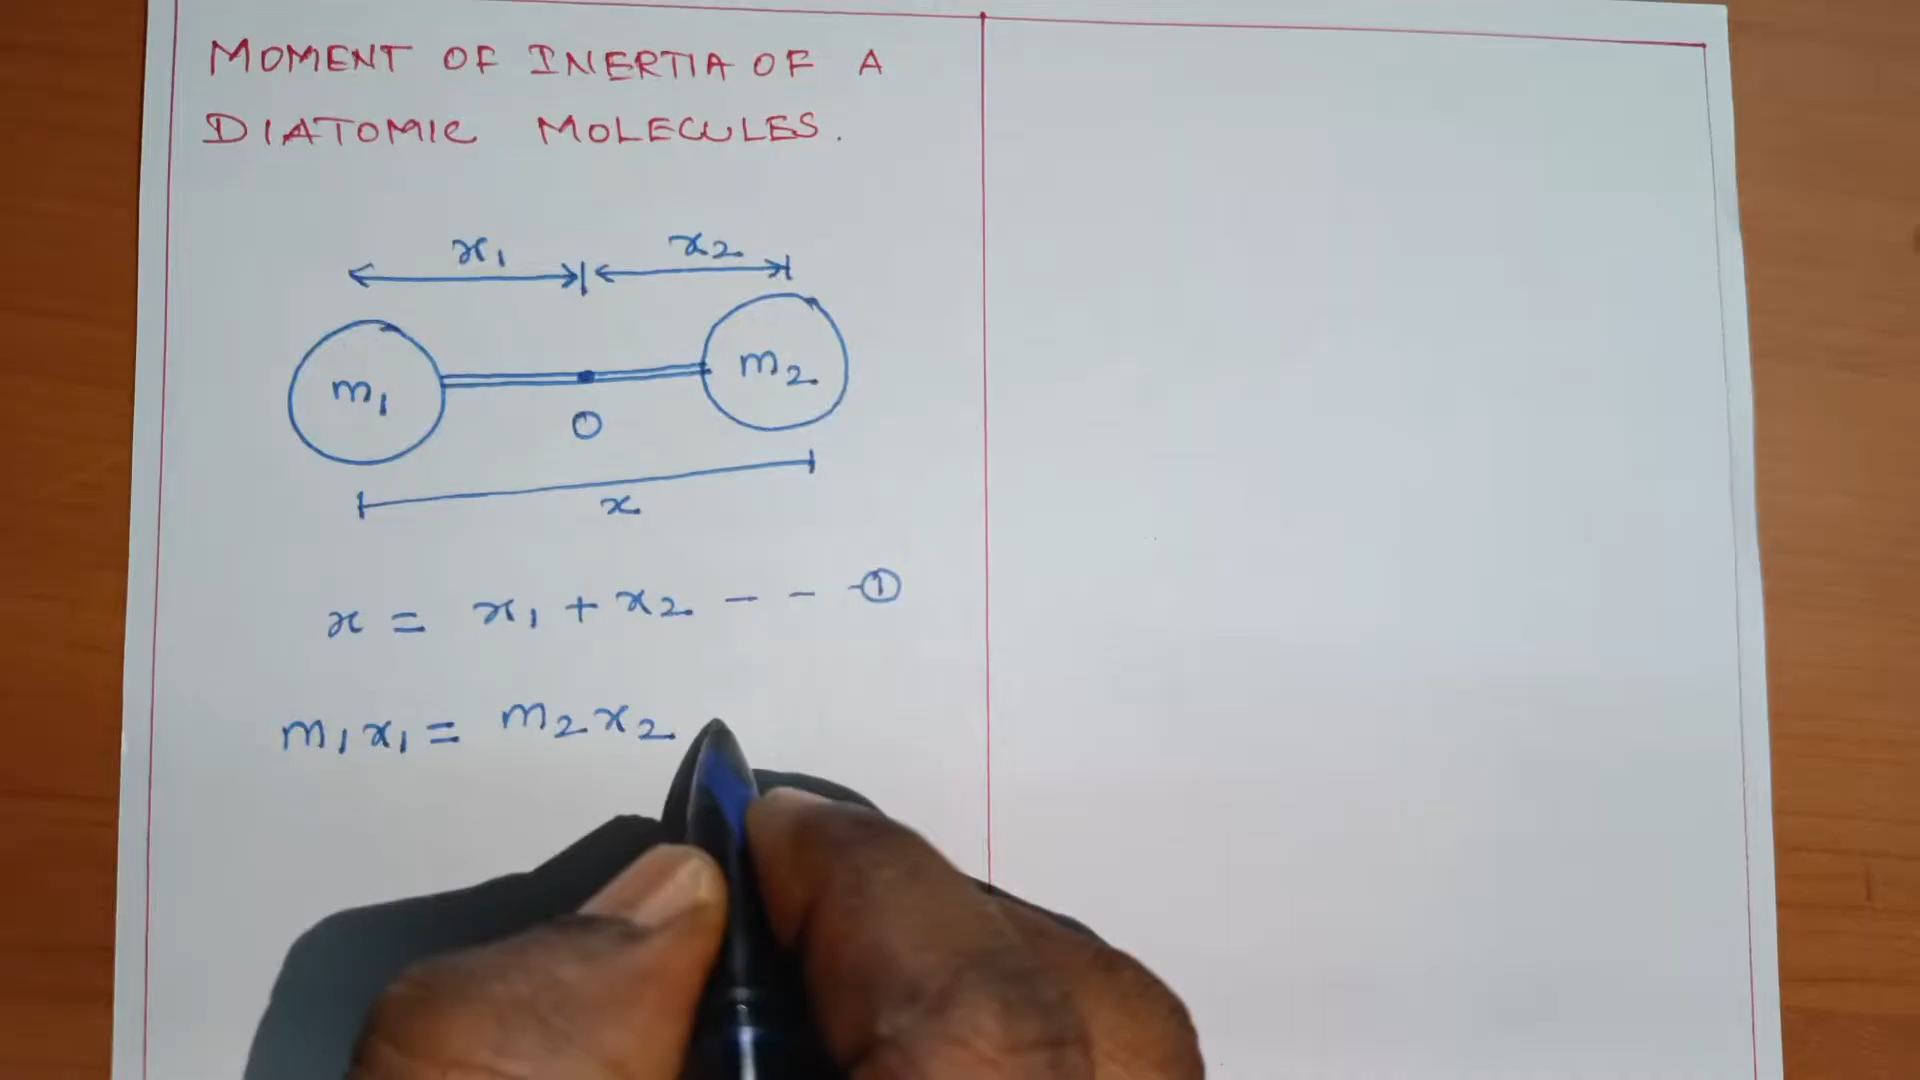 MOMENT OF INERTIA OF A
DIATOMIC MOLECULES.
x₁ x₂
m₁ m₂
O
x
x = x₁ + x₂ - - - ①
m₁x₁ = m₂x₂